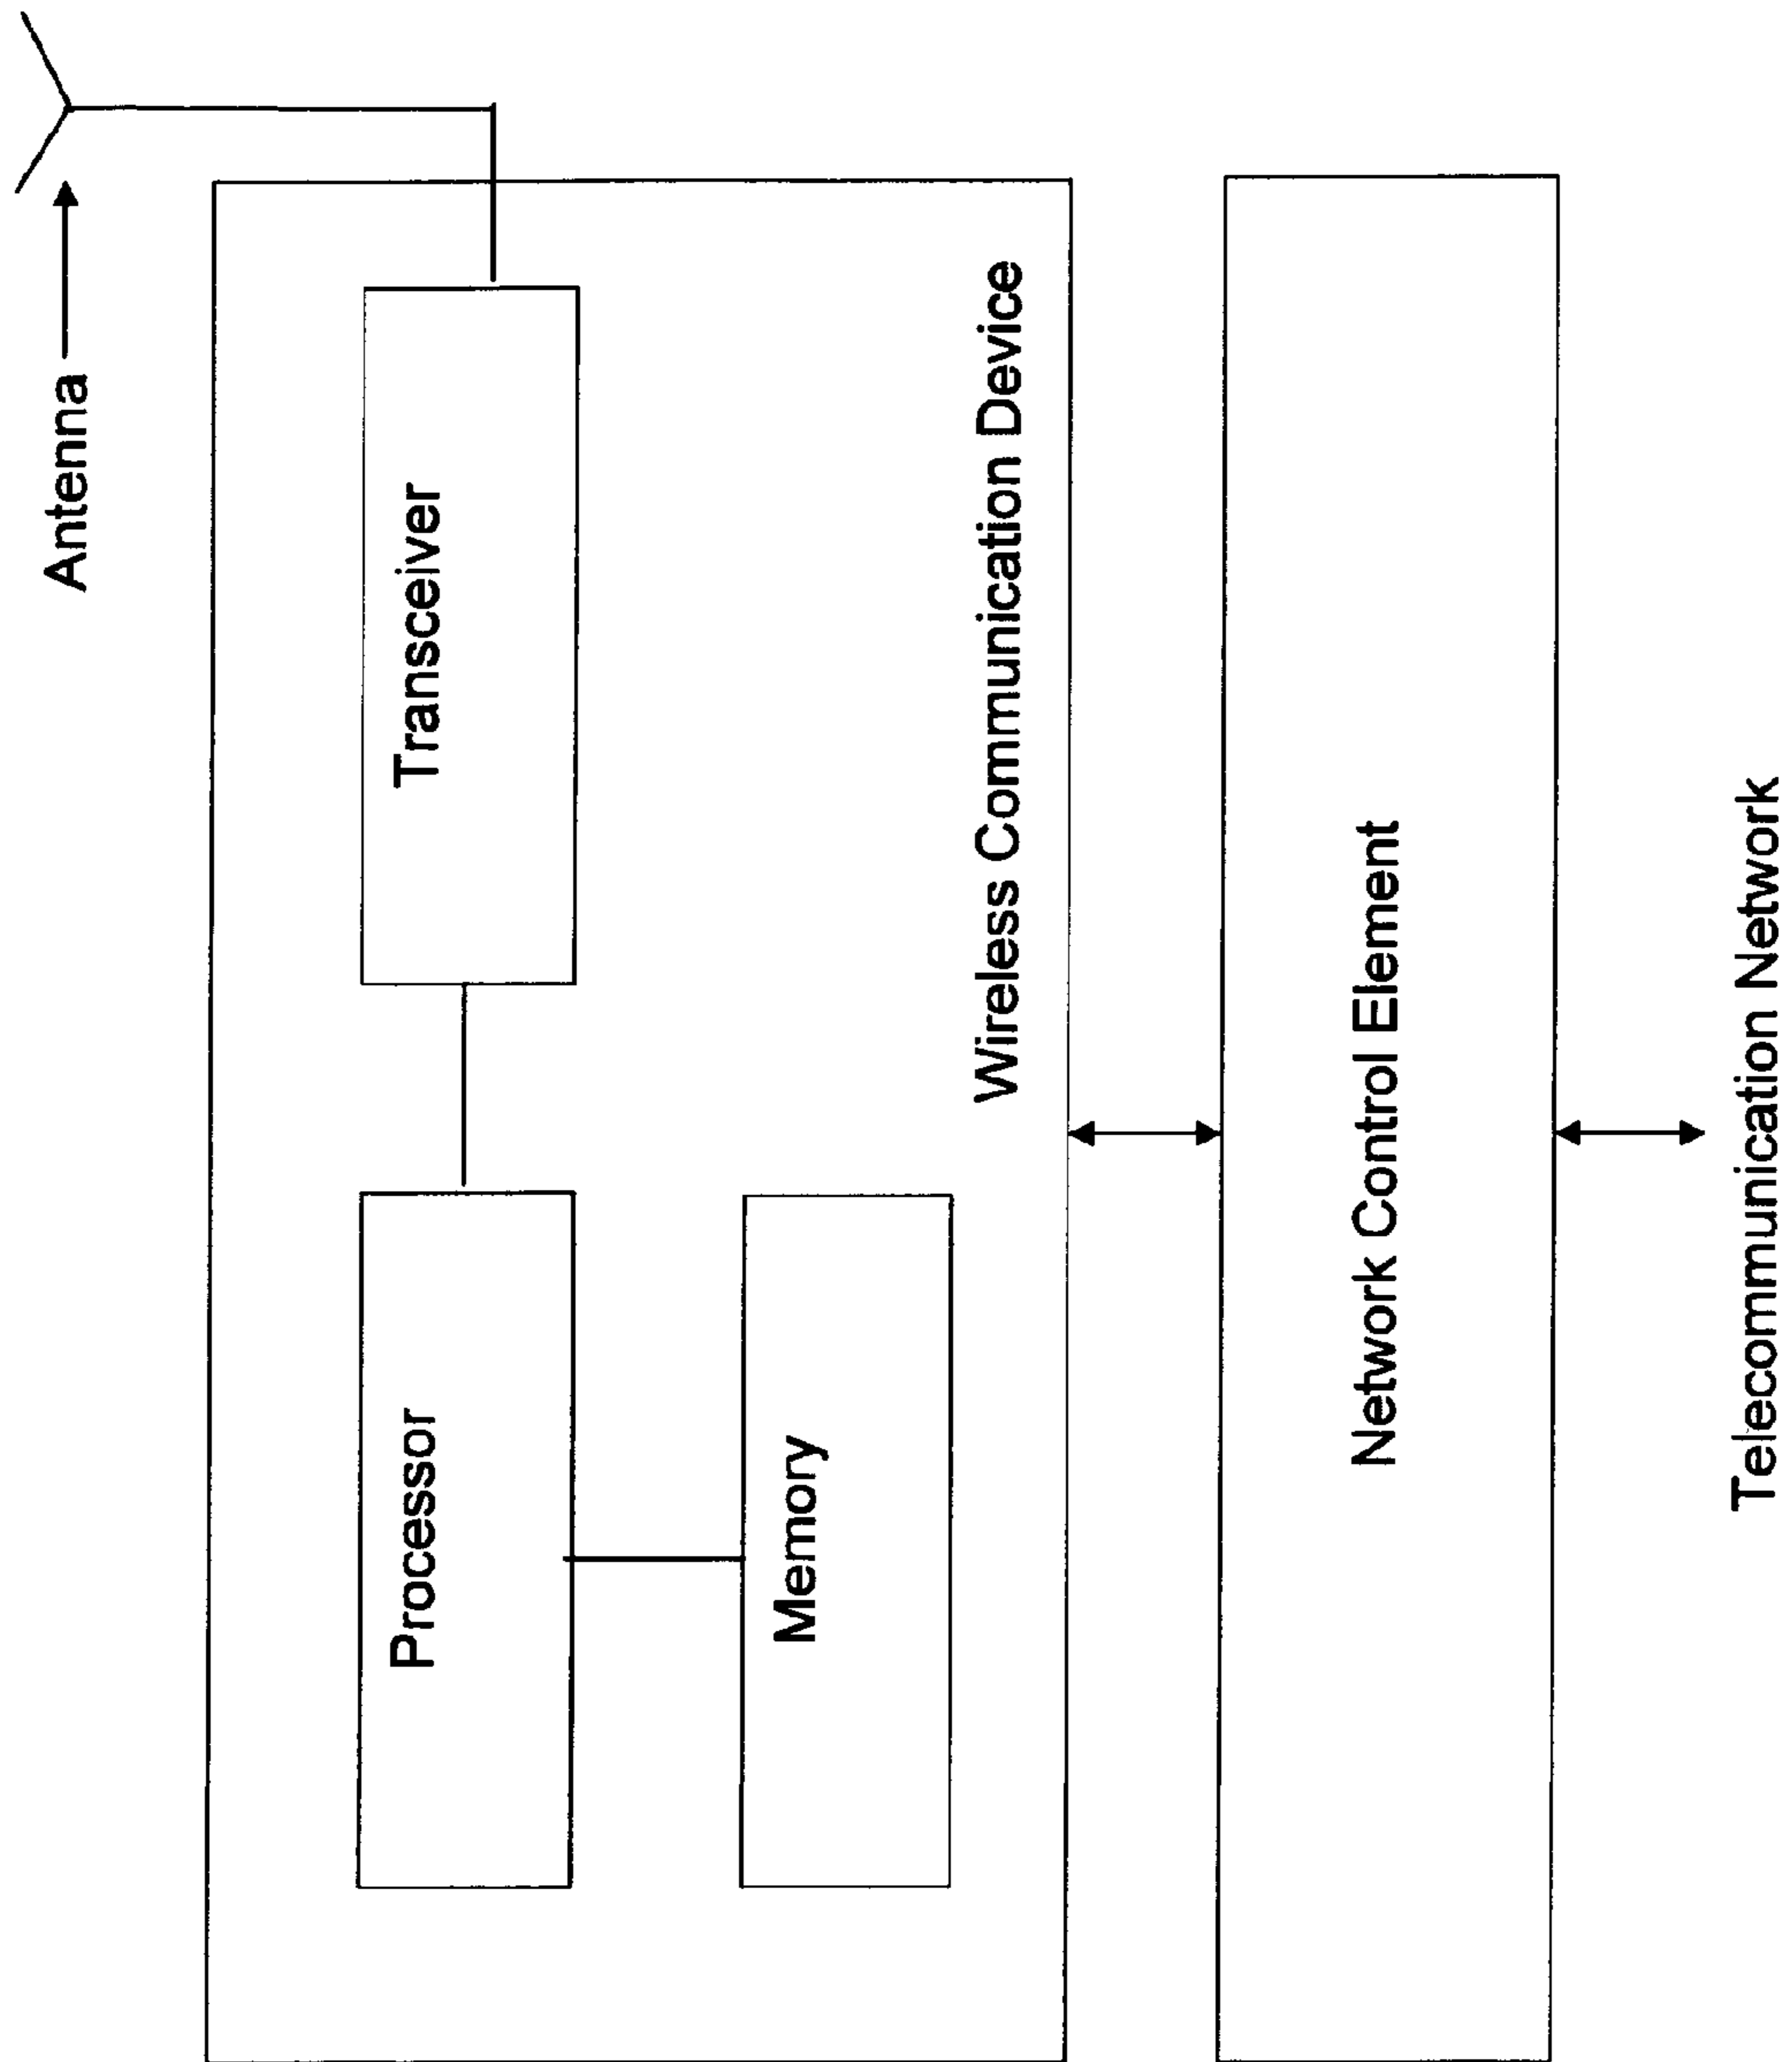 Antenna
Processor
Transceiver
Memory
Wireless Communication Device
Network Control Element
Telecommunication Network